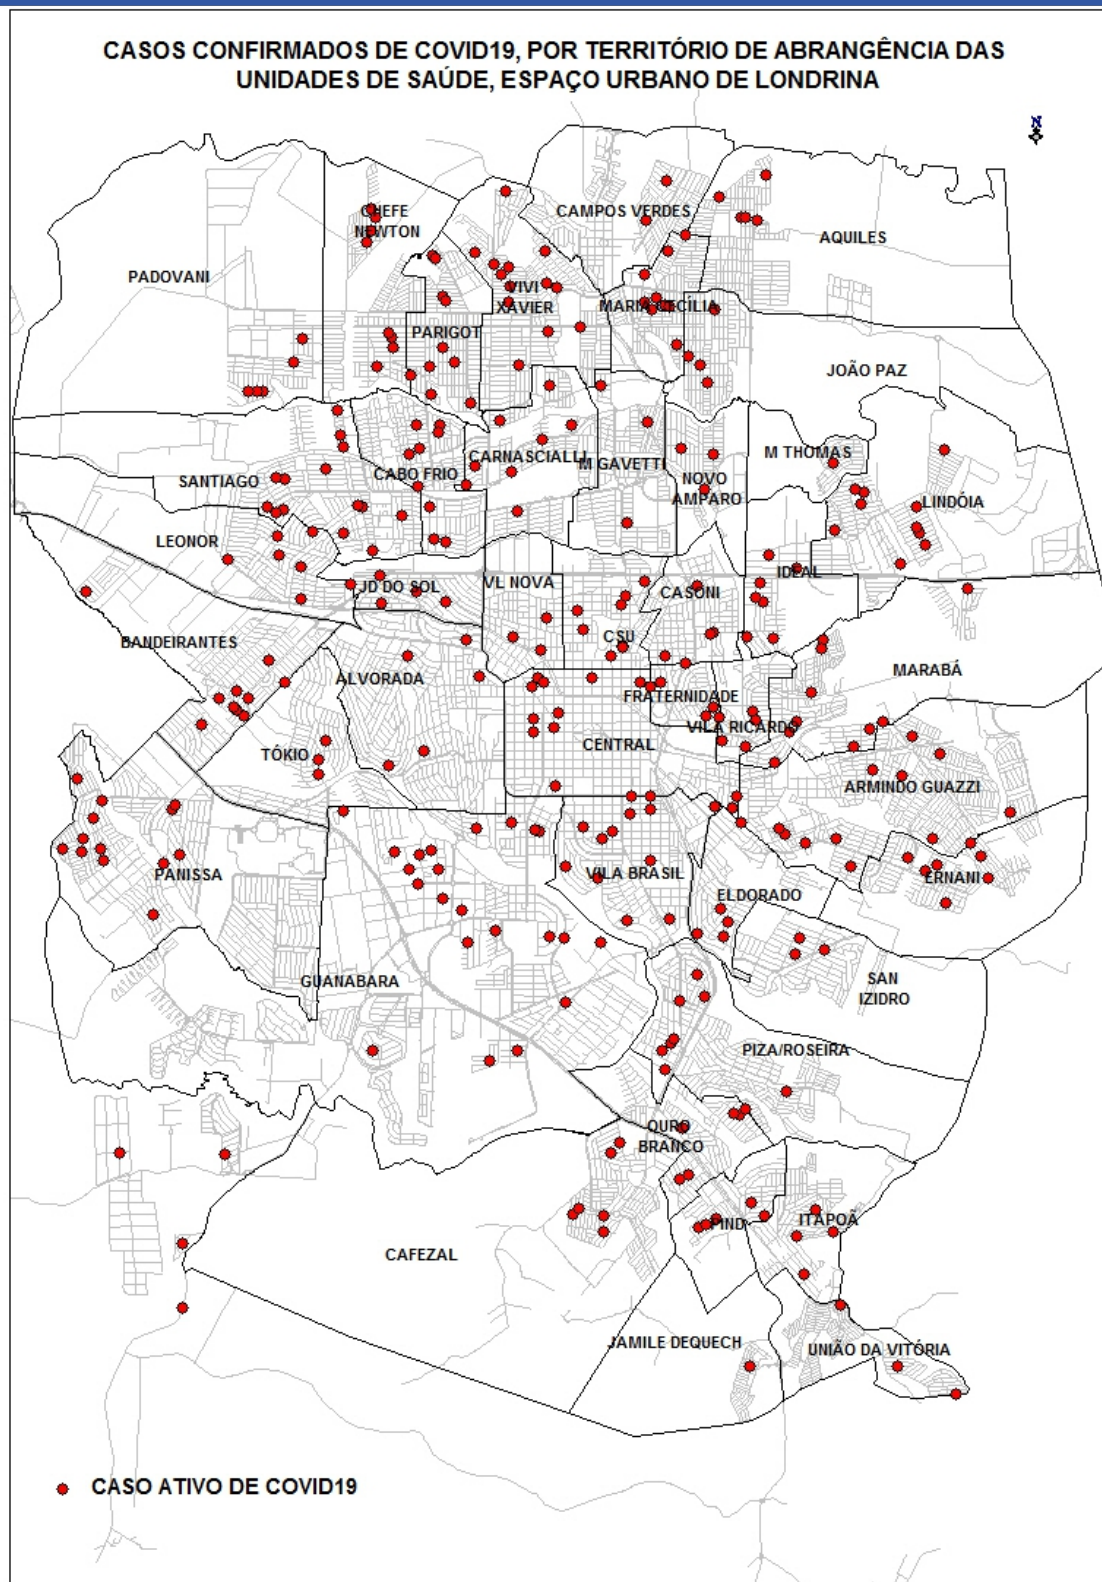 CASOS CONFIRMADOS DE COVID19, POR TERRITÓRIO DE ABRANGÊNCIA DAS
UNIDADES DE SAÚDE, ESPAÇO URBANO DE LONDRINA
N
CHEFE
NEWTON
CAMPOS VERDES
AQUILES
PADOVANI
VIVI
XAVIER
MARIA CECÍLIA
PARIGOT
JOÃO PAZ
M THOMAS
CARNASCIALLI
M GAVETTI
CABO FRIO
SANTIAGO
NOVO
AMPARO
LINDÓIA
LEONOR
IDEAL
JD DO SOL
VL NOVA
CASONI
CSU
BANDEIRANTES
ALVORADA
MARABÁ
FRATERNIDADE
VILA RICARDO
CENTRAL
TÓKIO
ARMINDO GUAZZI
PANISSA
VILA BRASIL
ERNANI
ELDORADO
GUANABARA
SAN
IZIDRO
PIZA/ROSEIRA
OURO
BRANCO
PIND
ITAPOÃ
CAFEZAL
JAMILE DEQUECH
UNIÃO DA VITÓRIA
CASO ATIVO DE COVID19